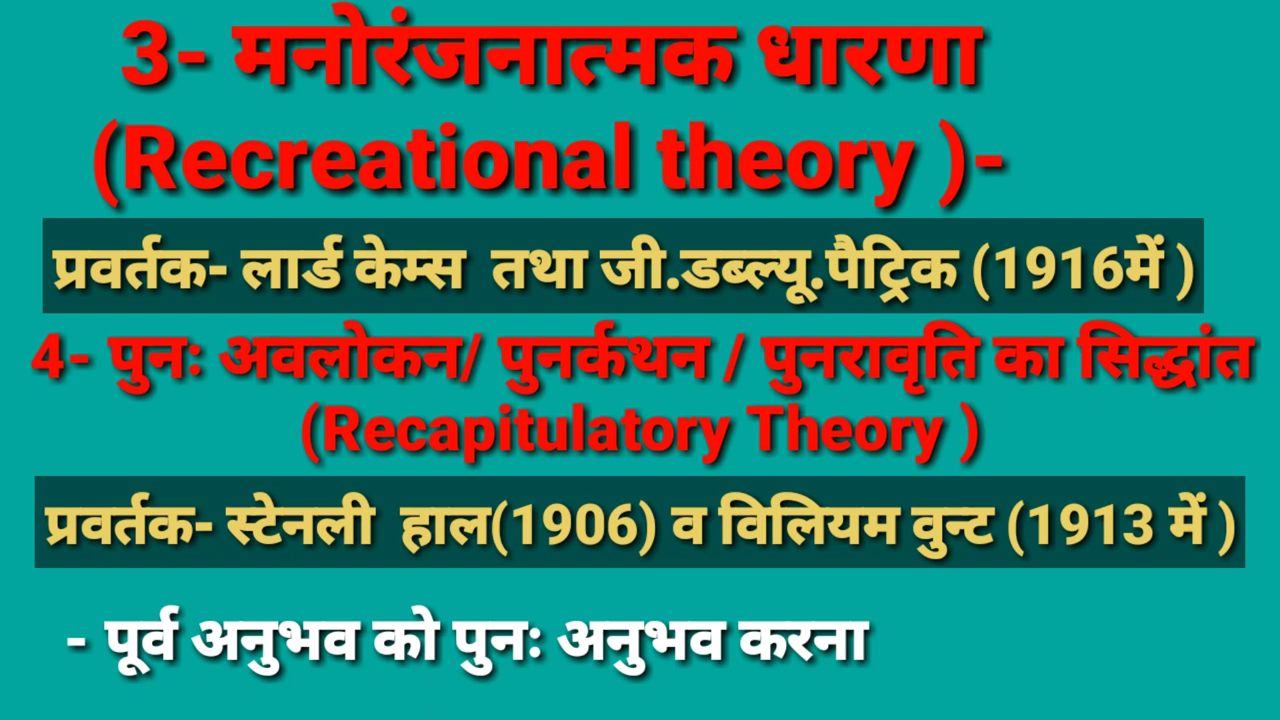 3- मनोरंजनात्मक धारणा
(Recreational theory )-
प्रवर्तक- लार्ड केम्स तथा जी.डब्ल्यू.पैट्रिक (1916में )
4- पुनः अवलोकन/ पुनर्कथन / पुनरावृति का सिद्धांत
(Recapitulatory Theory )
प्रवर्तक- स्टेनली हाल(1906) व विलियम वुन्ट (1913 में )
- पूर्व अनुभव को पुनः अनुभव करना